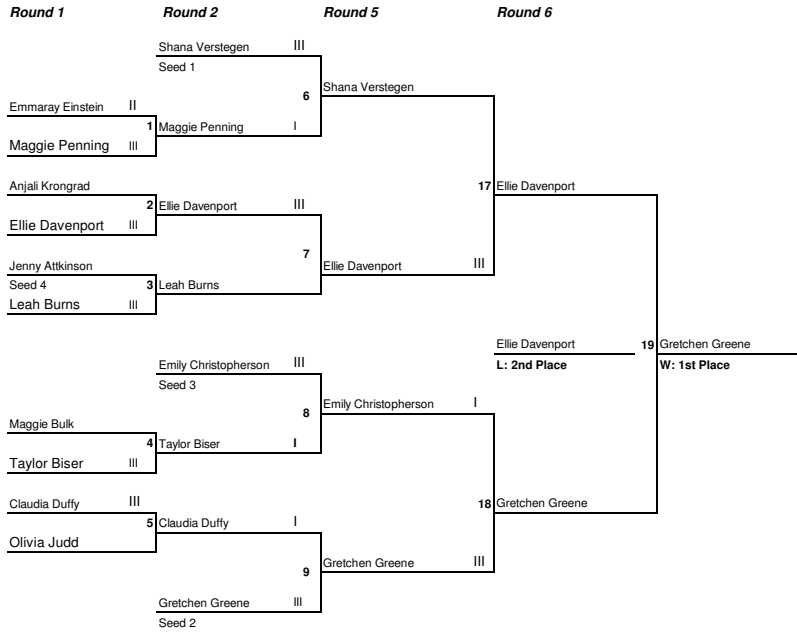 Round 1 Round 2 Round 5 Round 6
Shana Verstegen III
Seed 1
6 Shana Verstegen
Emmaray Einstein II
1 Maggie Penning I
Maggie Penning III
Anjali Krongrad
17 Ellie Davenport
2 Ellie Davenport III
Ellie Davenport III
7
Jenny Attkinson
Ellie Davenport III
Seed 4
3 Leah Burns
Leah Burns III
Ellie Davenport
19 Gretchen Greene
L: 2nd Place
W: 1st Place
Emily Christopherson III
Seed 3
8 Emily Christopherson I
Maggie Bulk
4 Taylor Biser I
Taylor Biser III
Claudia Duffy III
18 Gretchen Greene
5 Claudia Duffy I
Olivia Judd
9 Gretchen Greene III
Gretchen Greene III
Seed 2